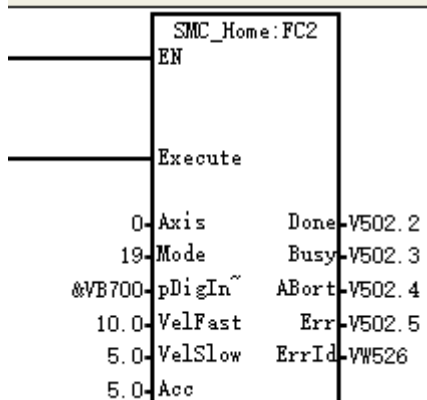 SMC_Home:FC2
EN
Execute
0 Axis Done V502.2
19 Mode Busy V502.3
&VB700 pDigIn~ ABort V502.4
10.0 VelFast Err V502.5
5.0 VelSlow ErrId VW526
5.0 Acc